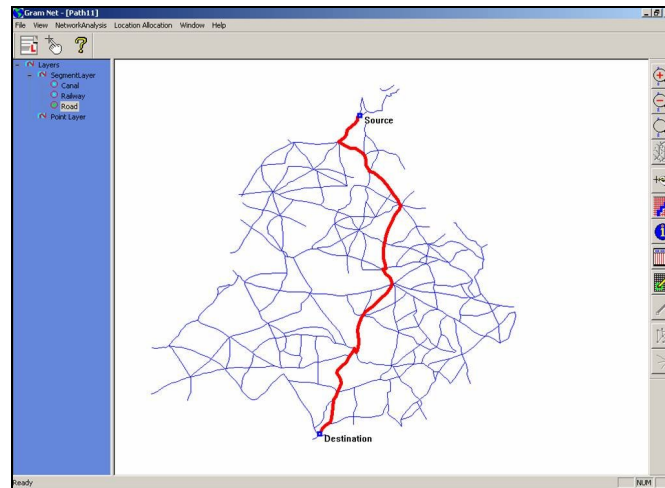 Gram Net - [Path11]
File View NetworkAnalysis Location Allocation Window Help
Layers
SegmentLayer
Canal
Railway
Road
Point Layer
Source
Destination
Ready
NUM